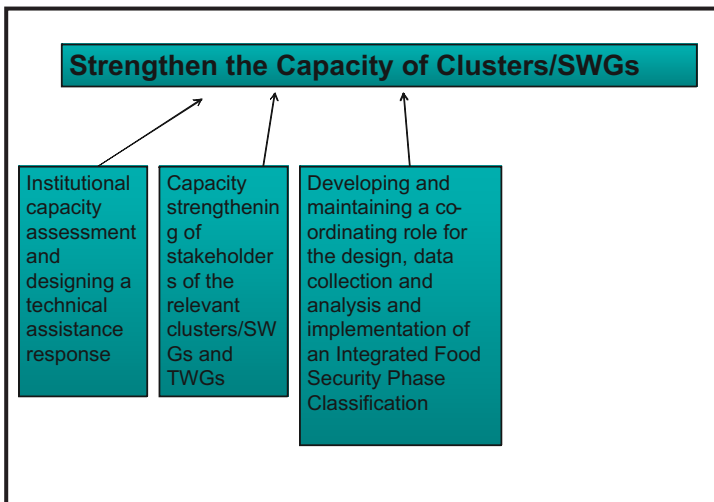 Strengthen the Capacity of Clusters/SWGs
Institutional
capacity
assessment
and
designing a
technical
assistance
response
Capacity
strengthenin
g of
stakeholder
s of the
relevant
clusters/SW
Gs and
TWGs
Developing and
maintaining a co-
ordinating role for
the design, data
collection and
analysis and
implementation of
an Integrated Food
Security Phase
Classification